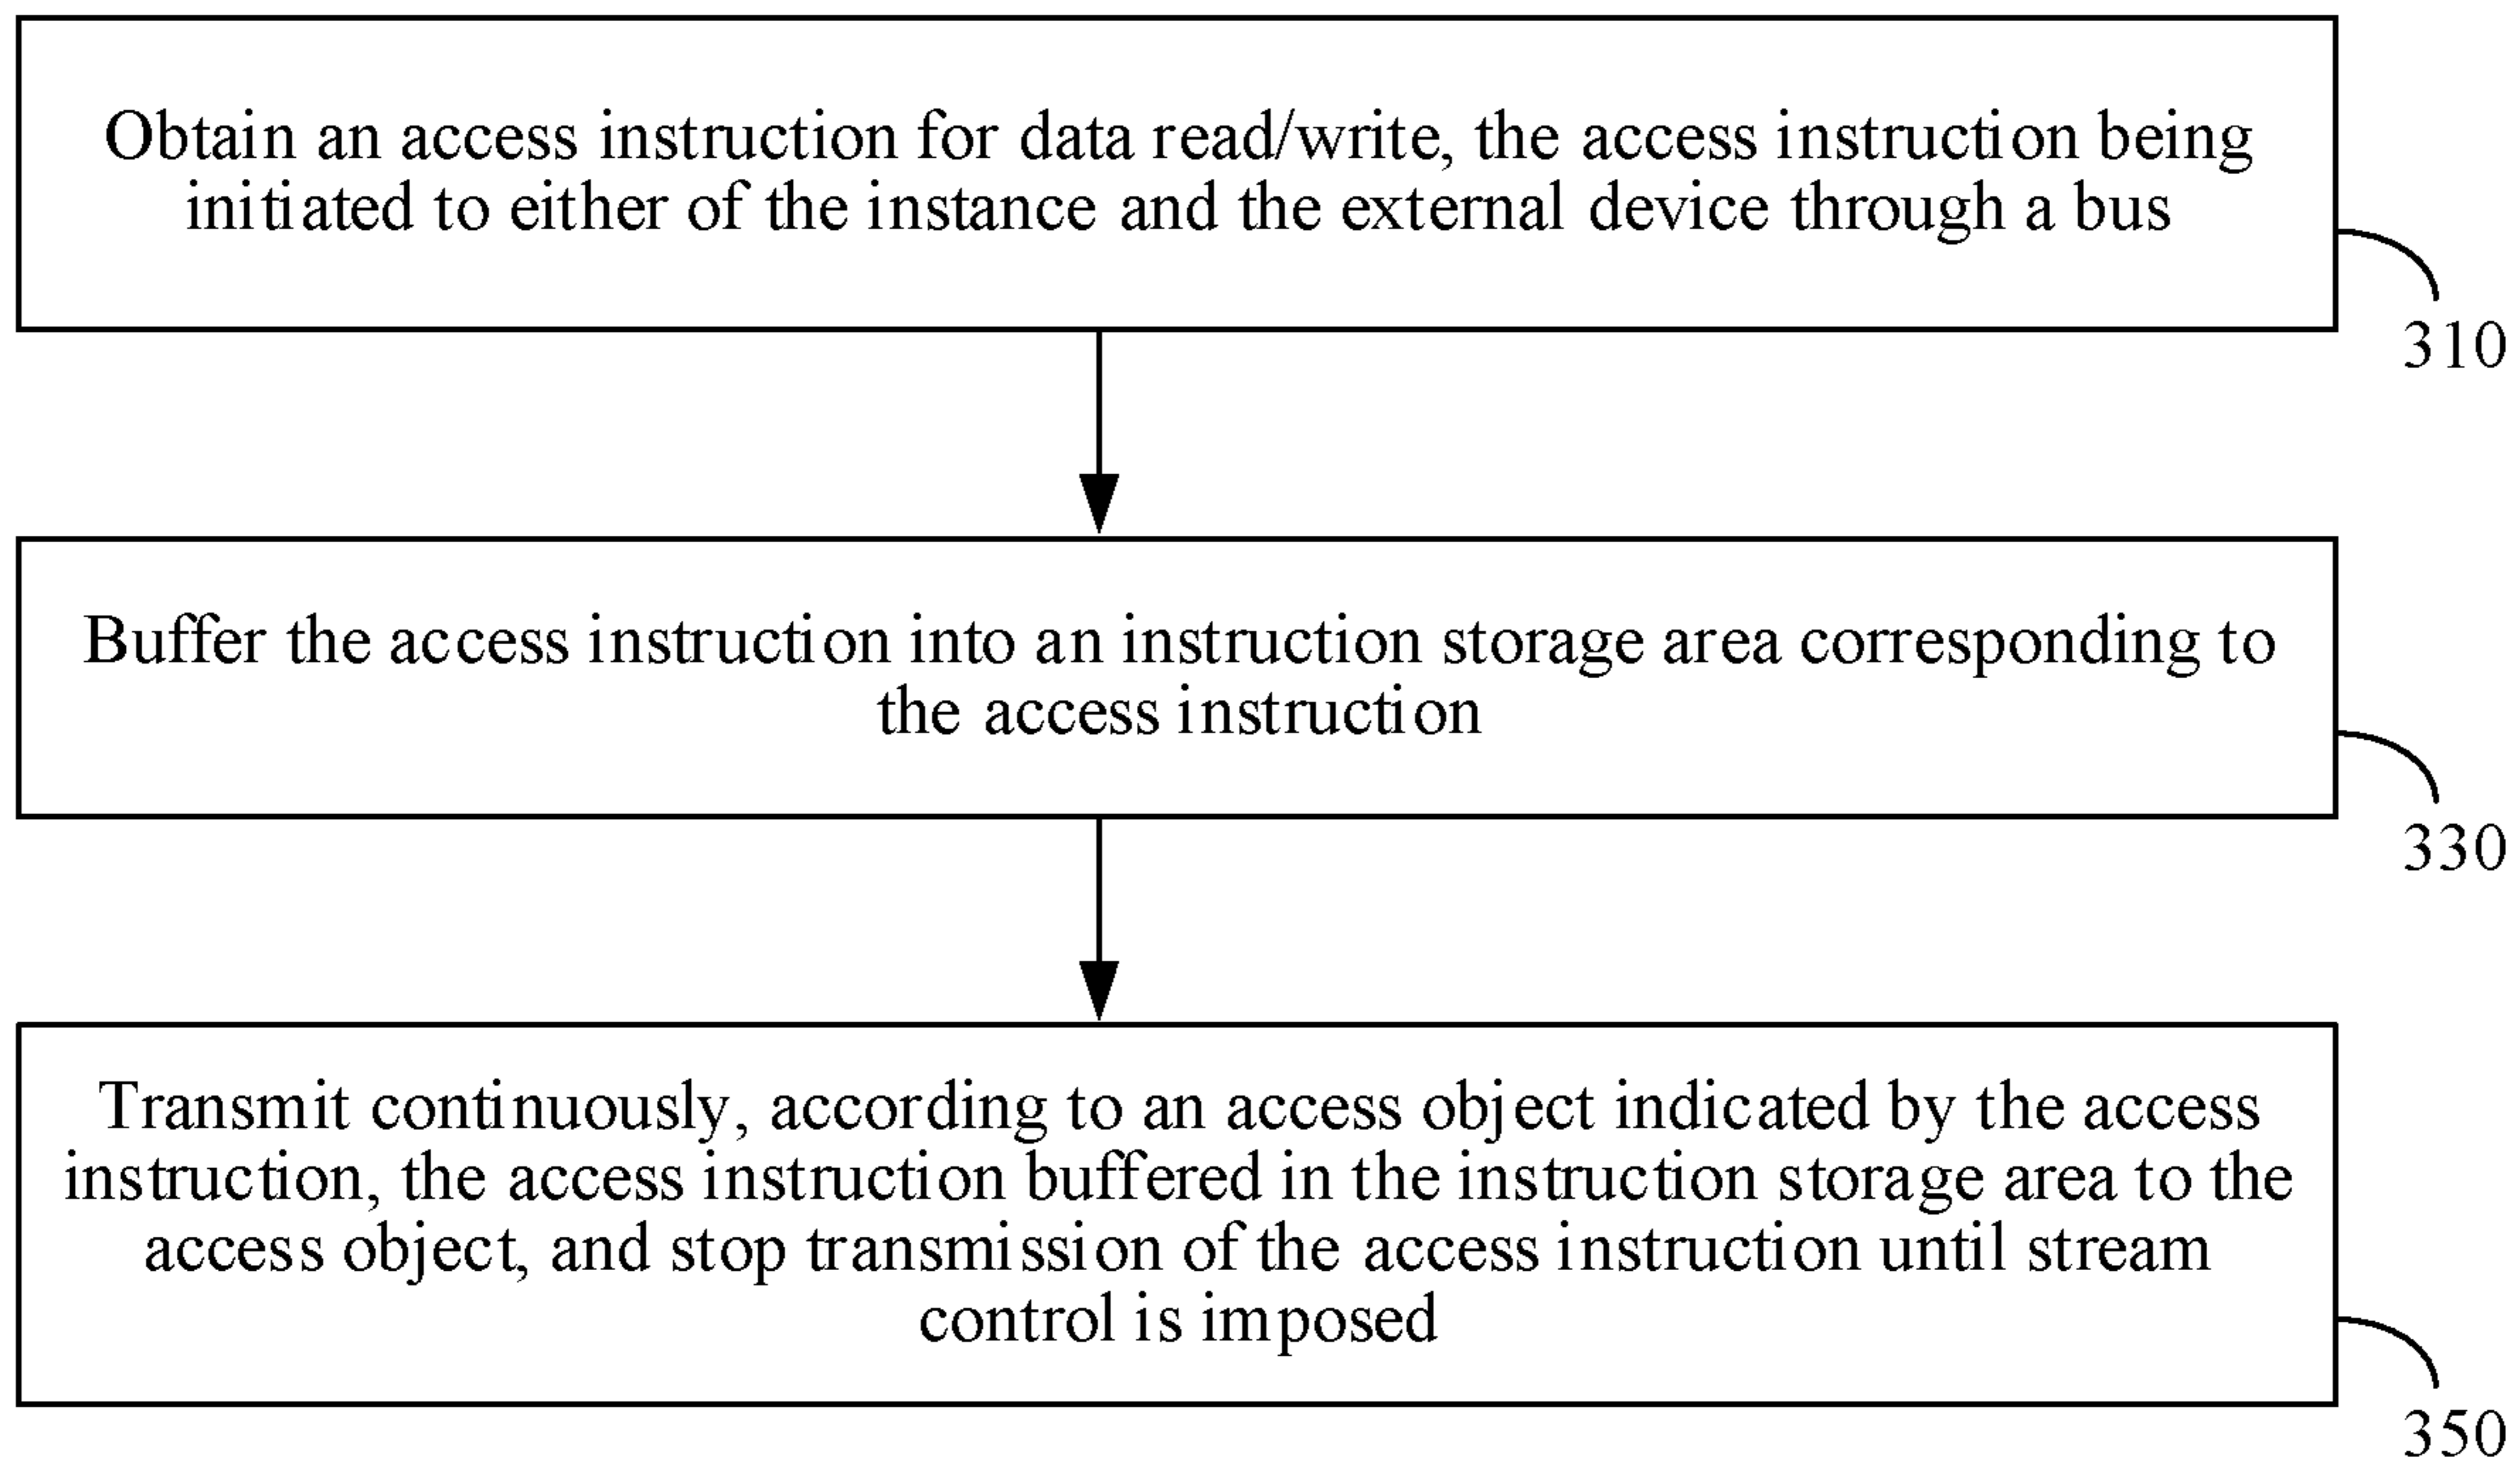 Obtain an access instruction for data read/write, the access instruction being
initiated to either of the instance and the external device through a bus
310
Buffer the access instruction into an instruction storage area corresponding to
the access instruction
330
Transmit continuously, according to an access object indicated by the access
instruction, the access instruction buffered in the instruction storage area to the
access object, and stop transmission of the access instruction until stream
control is imposed
350